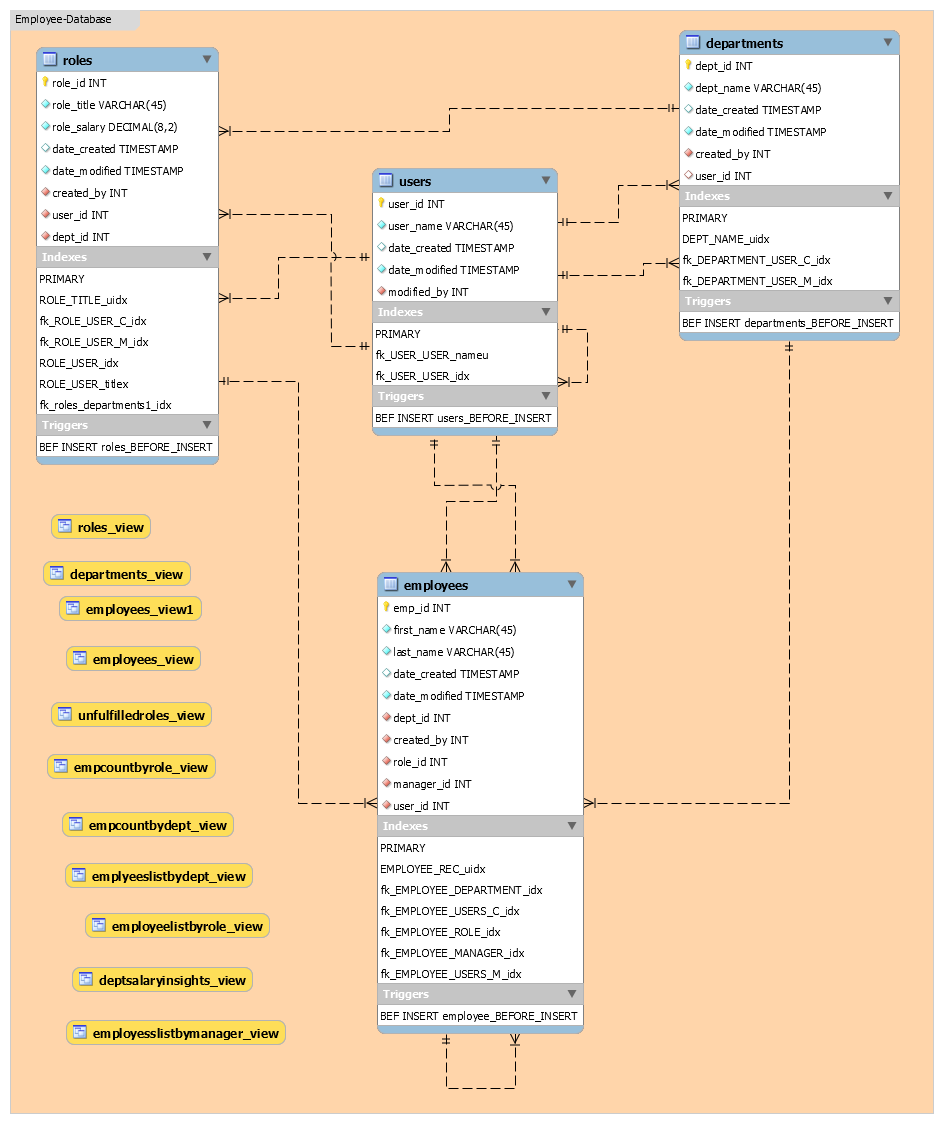 Employee-Database
roles
role_id INT
role_title VARCHAR(45)
role_salary DECIMAL(8,2)
date_created TIMESTAMP
date_modified TIMESTAMP
created_by INT
user_id INT
dept_id INT
Indexes
PRIMARY
ROLE_TITLE_uidx
fk_ROLE_USER_C_idx
fk_ROLE_USER_M_idx
ROLE_USER_idx
ROLE_USER_titlex
fk_roles_departments1_idx
Triggers
BEF INSERT roles_BEFORE_INSERT
departments
dept_id INT
dept_name VARCHAR(45)
date_created TIMESTAMP
date_modified TIMESTAMP
created_by INT
user_id INT
Indexes
PRIMARY
DEPT_NAME_uidx
fk_DEPARTMENT_USER_C_idx
fk_DEPARTMENT_USER_M_idx
Triggers
BEF INSERT departments_BEFORE_INSERT
users
user_id INT
user_name VARCHAR(45)
date_created TIMESTAMP
date_modified TIMESTAMP
modified_by INT
Indexes
PRIMARY
fk_USER_USER_nameu
fk_USER_USER_idx
Triggers
BEF INSERT users_BEFORE_INSERT
employees
emp_id INT
first_name VARCHAR(45)
last_name VARCHAR(45)
date_created TIMESTAMP
date_modified TIMESTAMP
dept_id INT
created_by INT
role_id INT
manager_id INT
user_id INT
Indexes
PRIMARY
EMPLOYEE_REC_uidx
fk_EMPLOYEE_DEPARTMENT_idx
fk_EMPLOYEE_USERS_C_idx
fk_EMPLOYEE_ROLE_idx
fk_EMPLOYEE_MANAGER_idx
fk_EMPLOYEE_USERS_M_idx
Triggers
BEF INSERT employee_BEFORE_INSERT
roles_view
departments_view
employees_view1
employees_view
unfulfilledroles_view
empcountbyrole_view
empcountbydept_view
emplyeeslistbydept_view
employeelistbyrole_view
deptsalaryinsights_view
employesslistbymanager_view